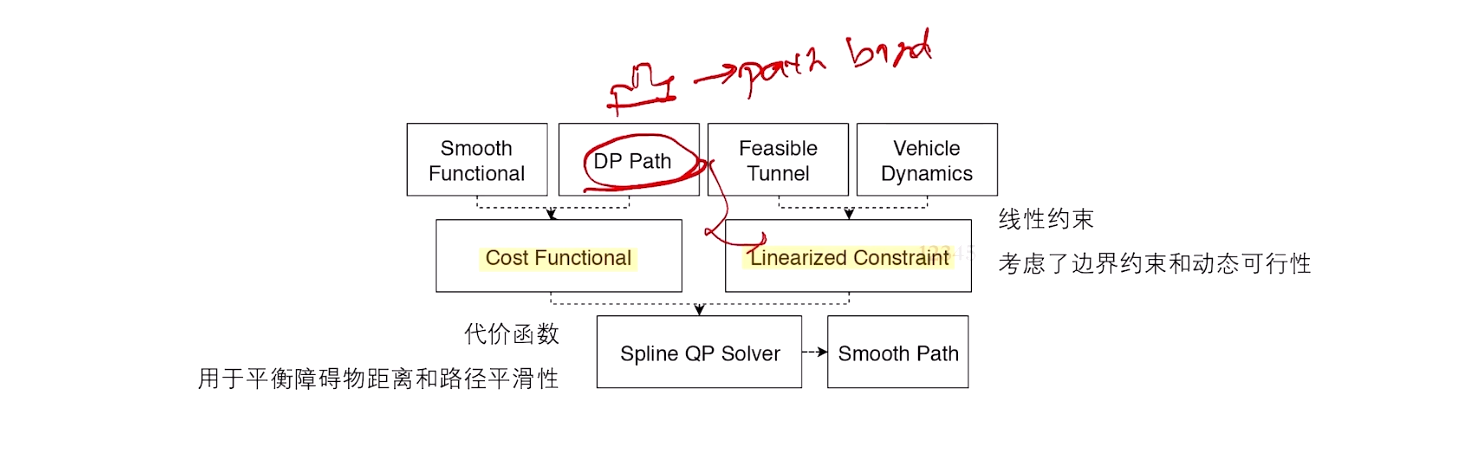 path bnd
Smooth
Functional
DP Path
Feasible
Tunnel
Vehicle
Dynamics
线性约束
Cost Functional
Linearized Constraint
考虑了边界约束和动态可行性
代价函数
Spline QP Solver
Smooth Path
用于平衡障碍物距离和路径平滑性